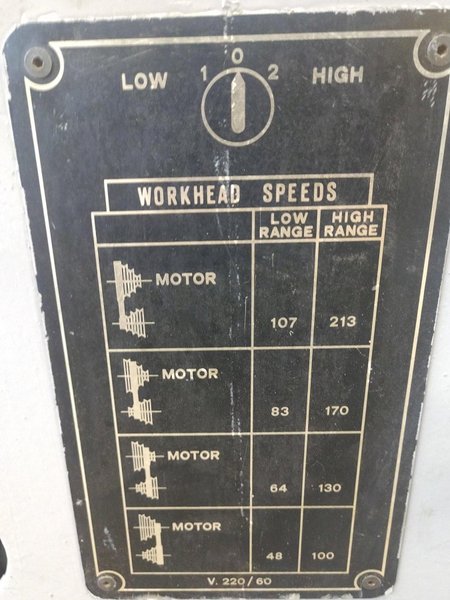 0
LOW 1 2 HIGH
WORKHEAD SPEEDS
LOW RANGE HIGH RANGE
MOTOR 107 213
MOTOR 83 170
MOTOR 64 130
MOTOR 48 100
V. 220/60